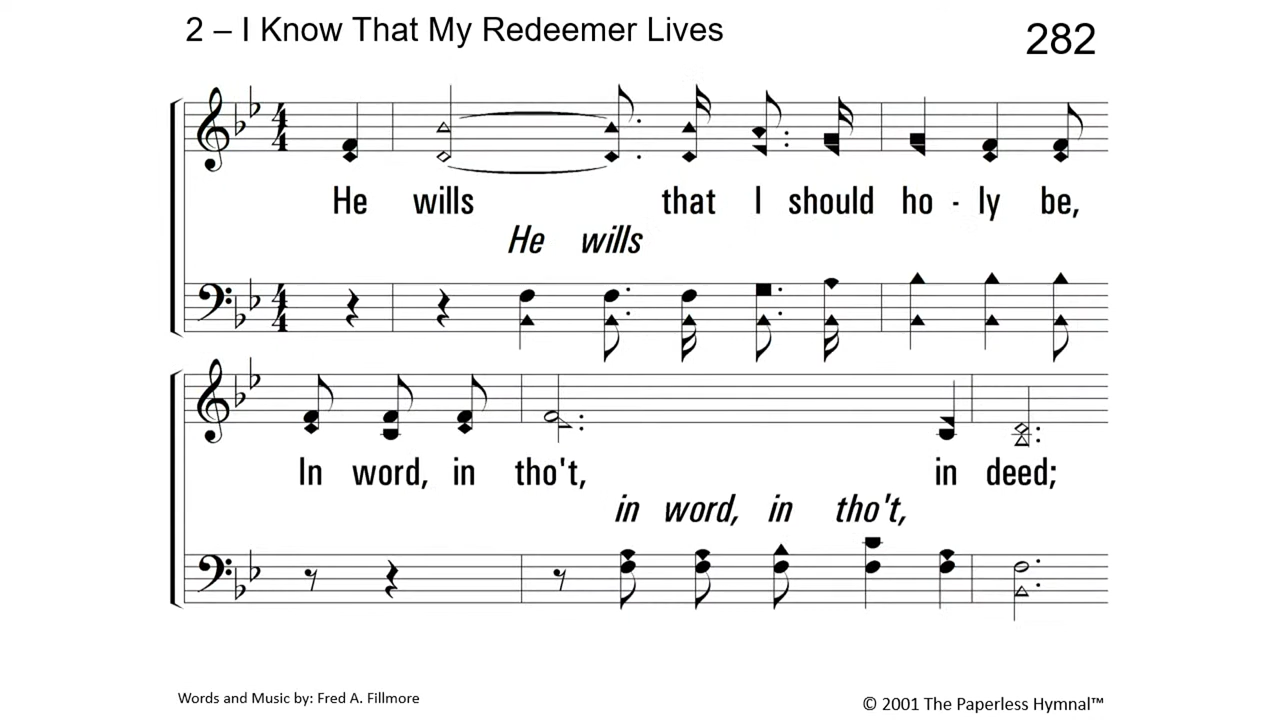 2 – I Know That My Redeemer Lives
282
He wills that I should ho - ly be,
He wills
In word, in tho't, in deed;
in word, in tho't,
Words and Music by: Fred A. Fillmore
© 2001 The Paperless Hymnal™